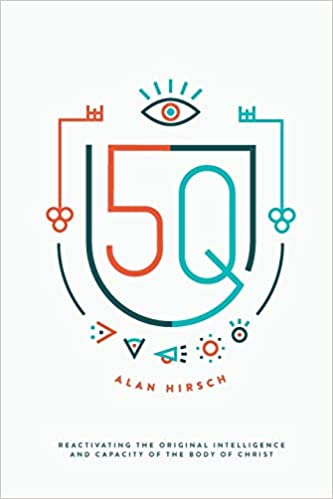 5Q
ALAN HIRSCH
REACTIVATING THE ORIGINAL INTELLIGENCE
AND CAPACITY OF THE BODY OF CHRIST